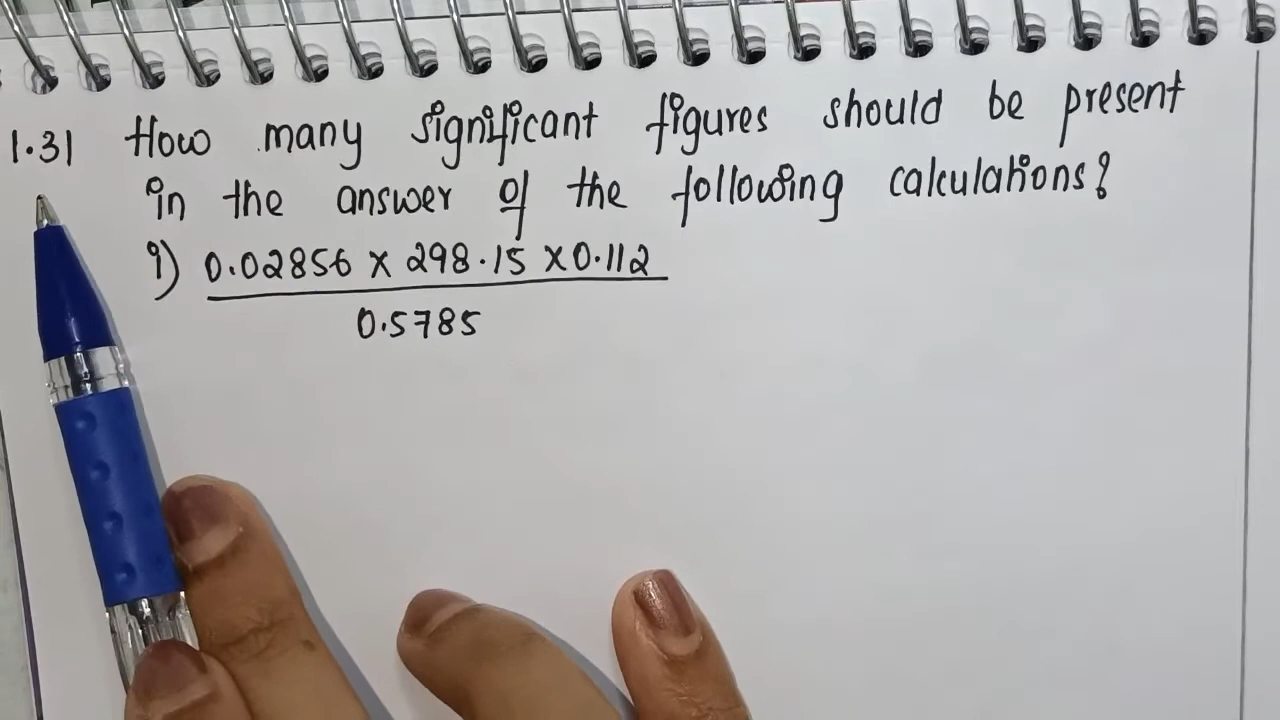 1.31 How many significant figures should be present
in the answer of the following calculations?
i) 0.02856 x 298.15 x 0.112
0.5785